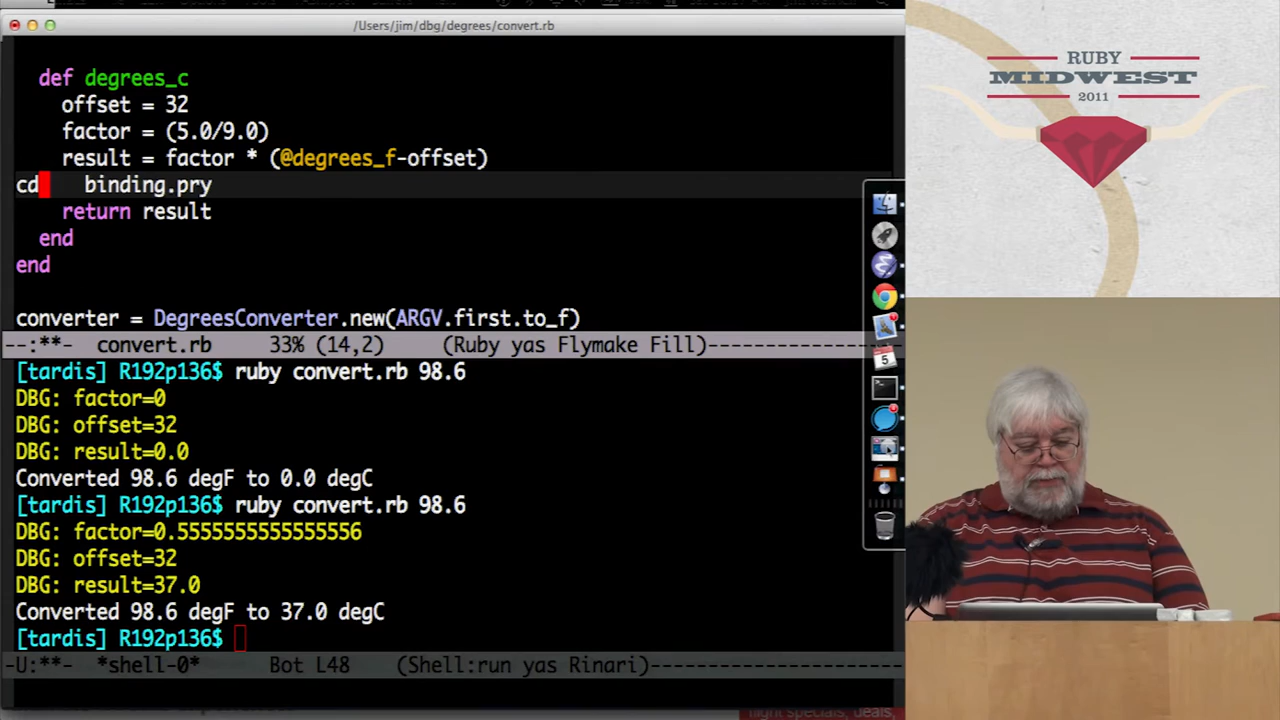 /Users/jim/dbg/degrees/convert.rb
def degrees_c
offset = 32
factor = (5.0/9.0)
result = factor * (@degrees_f-offset)
cd    binding.pry
return result
end
end
converter = DegreesConverter.new(ARGV.first.to_f)
--:**-  convert.rb     33% (14,2)     (Ruby yas Flymake Fill)----------------
[tardis] R192p136$ ruby convert.rb 98.6
DBG: factor=0
DBG: offset=32
DBG: result=0.0
Converted 98.6 degF to 0.0 degC
[tardis] R192p136$ ruby convert.rb 98.6
DBG: factor=0.5555555555555556
DBG: offset=32
DBG: result=37.0
Converted 98.6 degF to 37.0 degC
[tardis] R192p136$
-U:**-  *shell-0*      Bot L48    (Shell:run yas Rinari)---------------------
5
RUBY
MIDWEST
2011